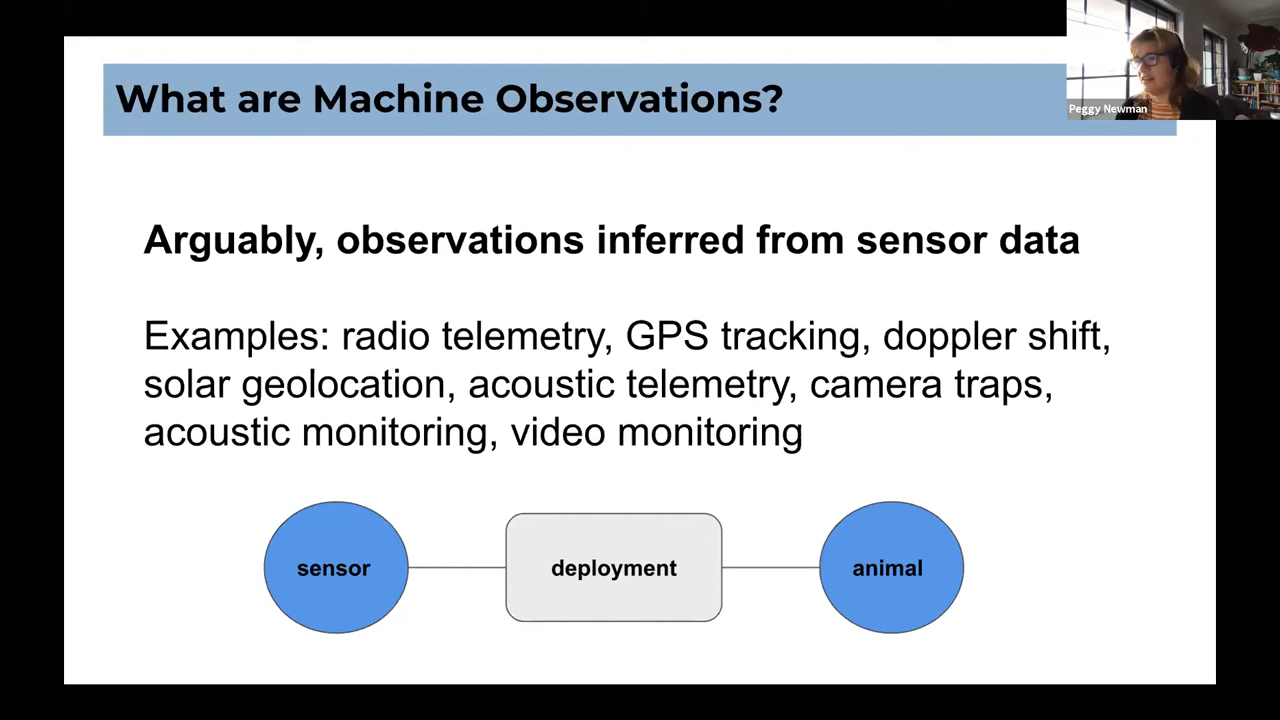 What are Machine Observations?
Peggy Newman
Arguably, observations inferred from sensor data
Examples: radio telemetry, GPS tracking, doppler shift,
solar geolocation, acoustic telemetry, camera traps,
acoustic monitoring, video monitoring
sensor
deployment
animal